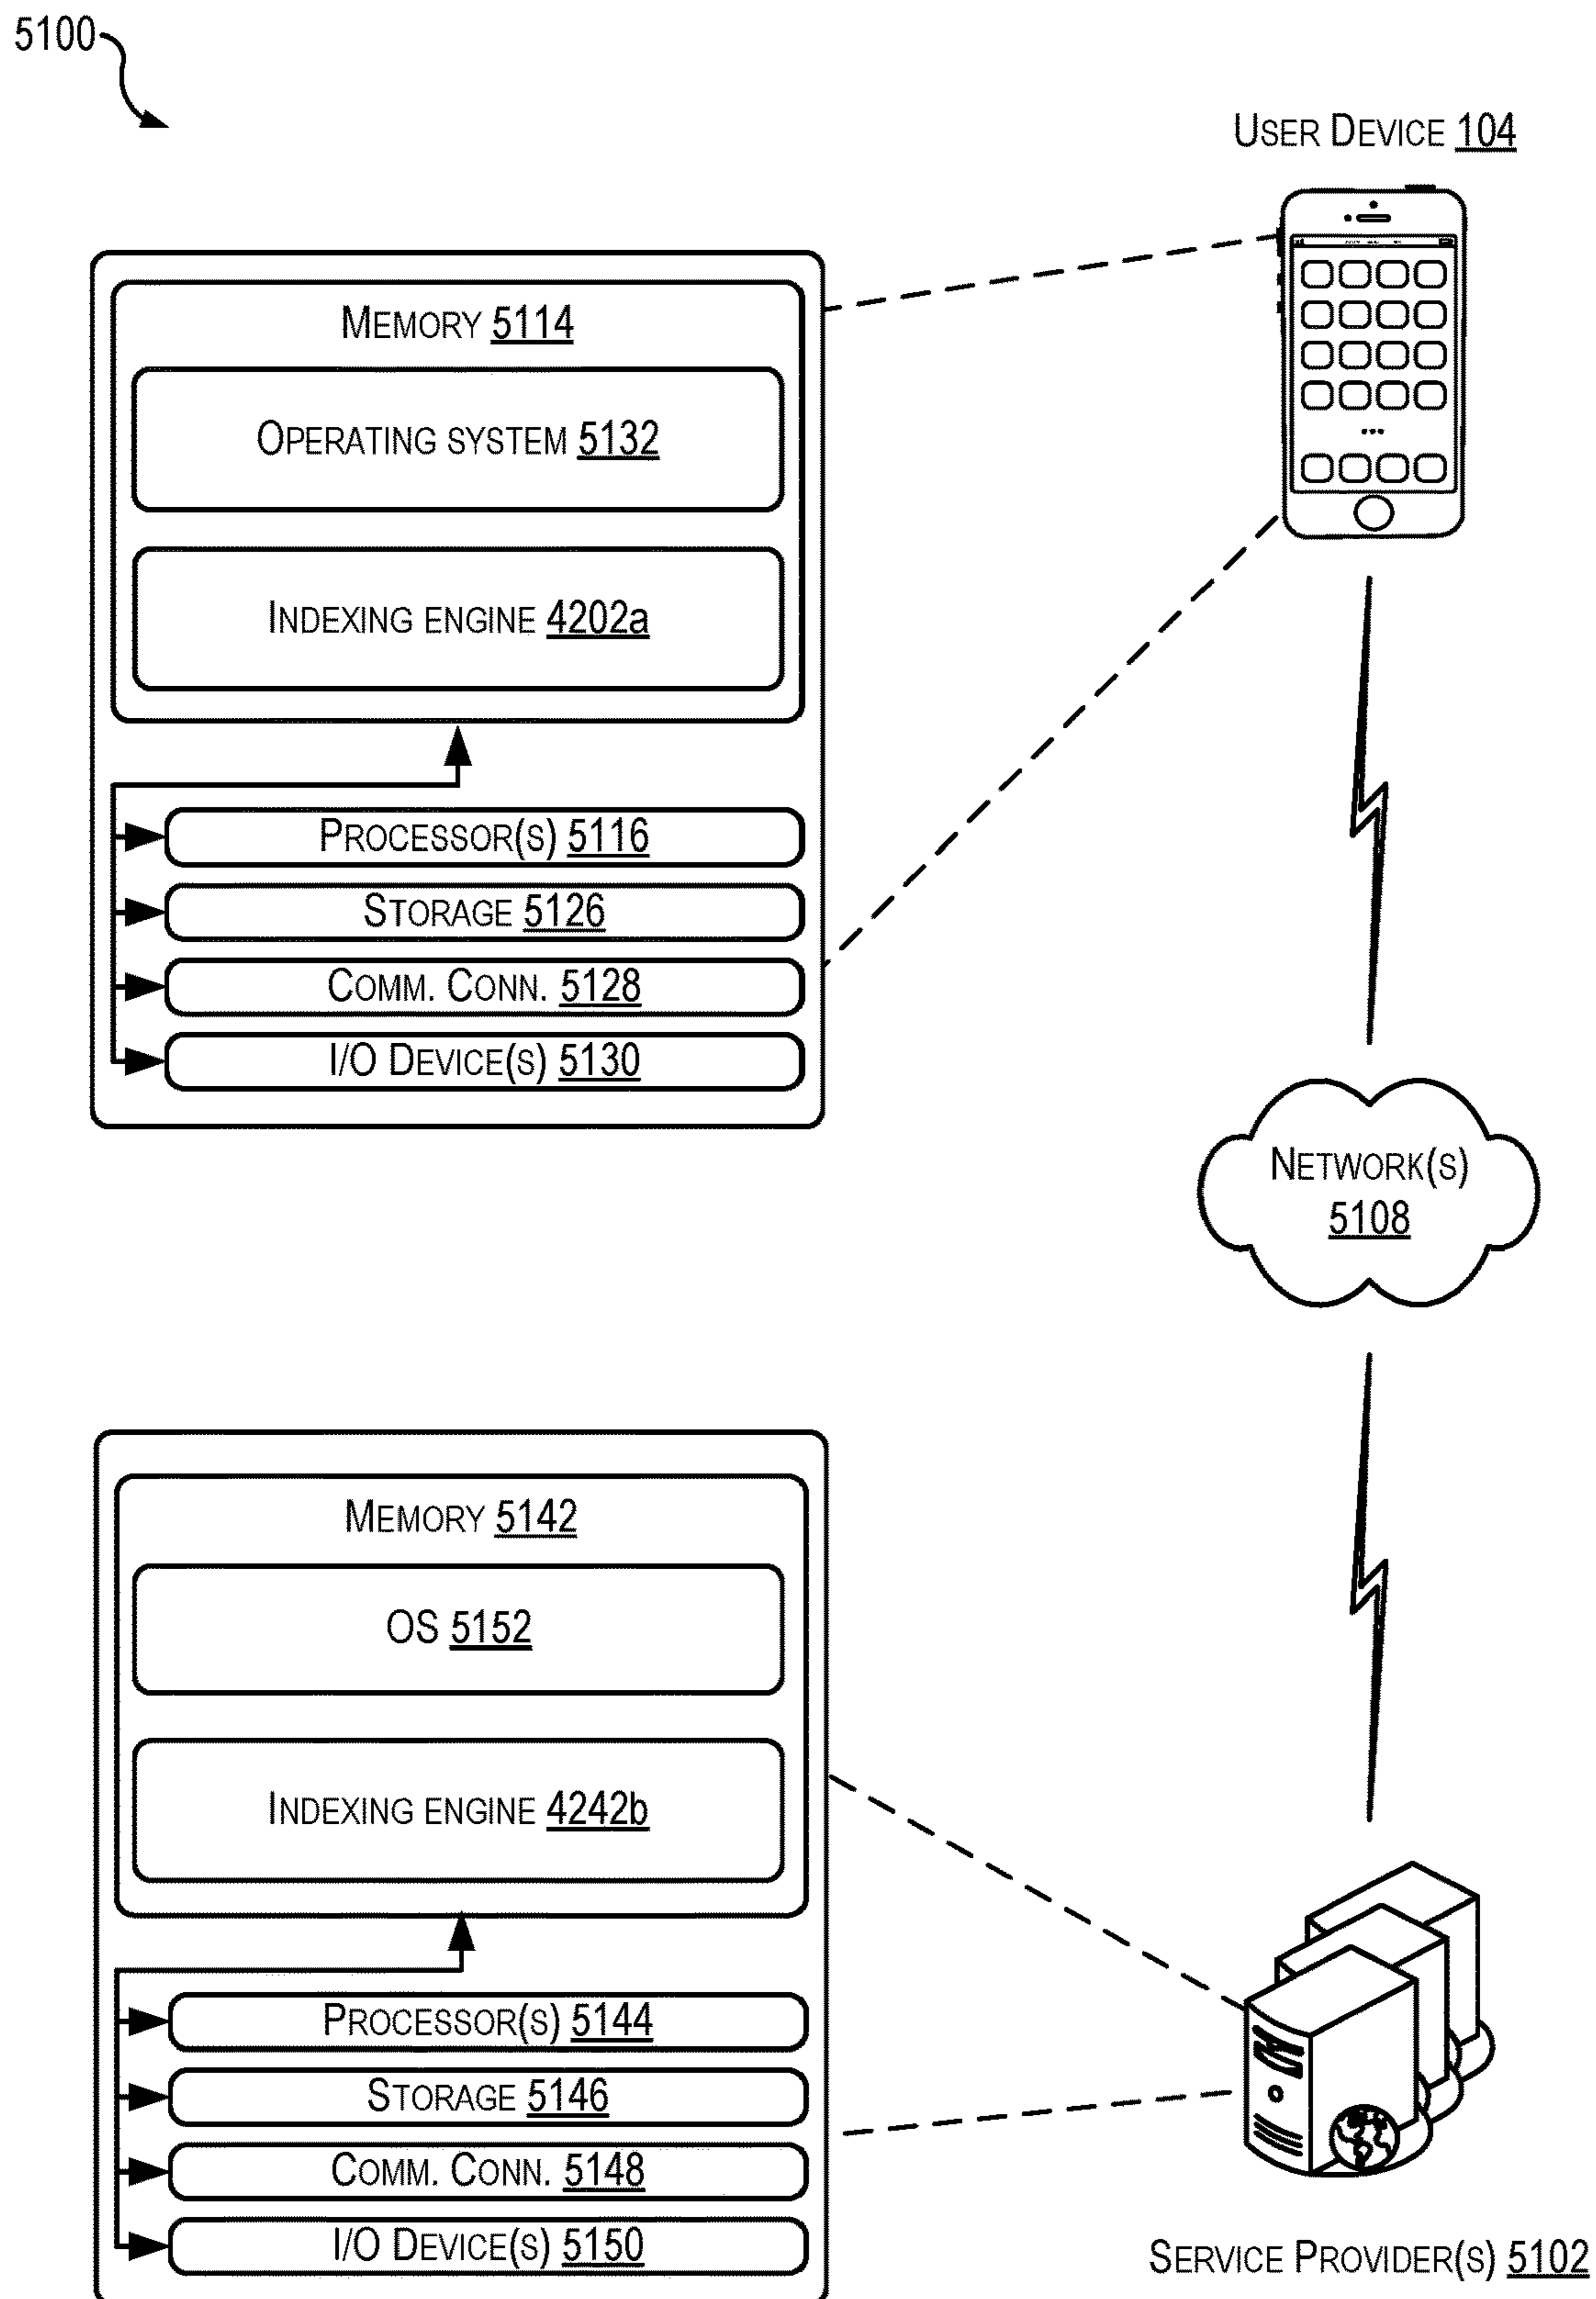 5100
USER DEVICE 104
MEMORY 5114
OPERATING SYSTEM 5132
INDEXING ENGINE 4202a
PROCESSOR(S) 5116
STORAGE 5126
COMM. CONN. 5128
I/O DEVICE(S) 5130
NETWORK(S)
5108
MEMORY 5142
OS 5152
INDEXING ENGINE 4242b
PROCESSOR(S) 5144
STORAGE 5146
COMM. CONN. 5148
I/O DEVICE(S) 5150
SERVICE PROVIDER(S) 5102